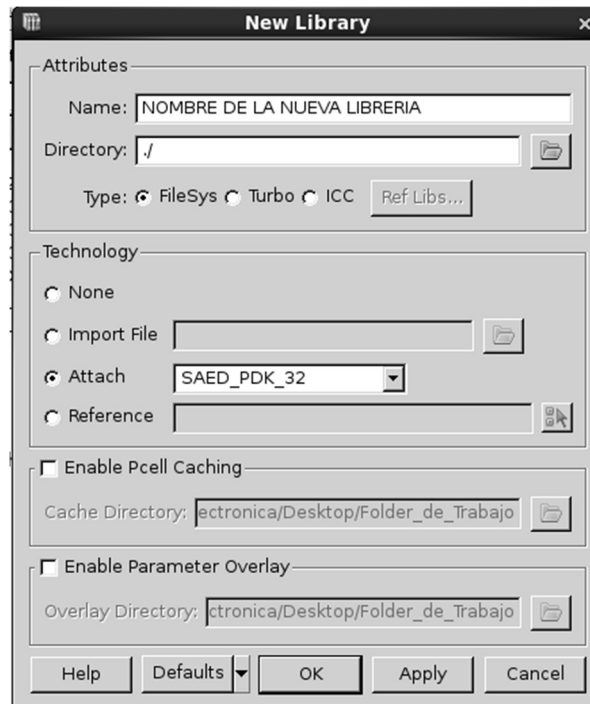 New Library
Attributes
Name: NOMBRE DE LA NUEVA LIBRERIA
Directory: ./
Type: FileSys Turbo ICC Ref Libs...
Technology
None
Import File
Attach SAED_PDK_32
Reference
Enable Pcell Caching
Cache Directory: ectronica/Desktop/Folder_de_Trabajo
Enable Parameter Overlay
Overlay Directory: ctronica/Desktop/Folder_de_Trabajo
Help Defaults OK Apply Cancel